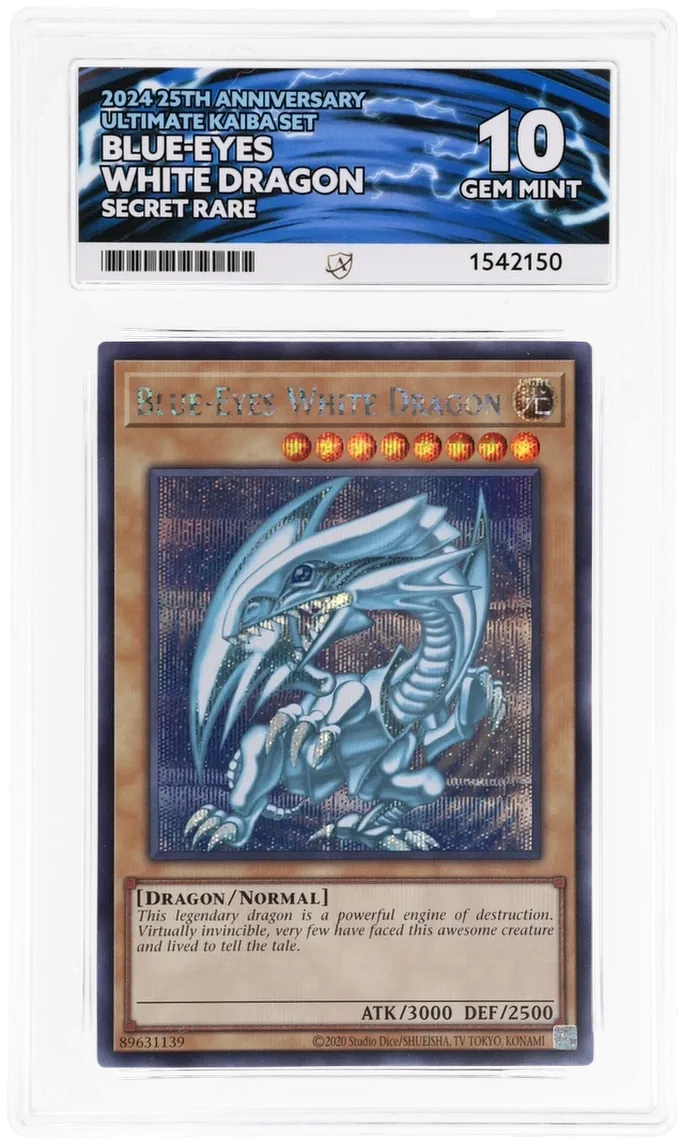 2024 25TH ANNIVERSARY
ULTIMATE KAIBA SET
BLUE-EYES
WHITE DRAGON
SECRET RARE
10
GEM MINT
1542150
BLUE-EYES WHITE DRAGON
LIGHT
光
[DRAGON/NORMAL]
This legendary dragon is a powerful engine of destruction.
Virtually invincible, very few have faced this awesome creature
and lived to tell the tale.
ATK/3000 DEF/2500
89631139
©2020 Studio Dice/SHUEISHA, TV TOKYO, KONAMI